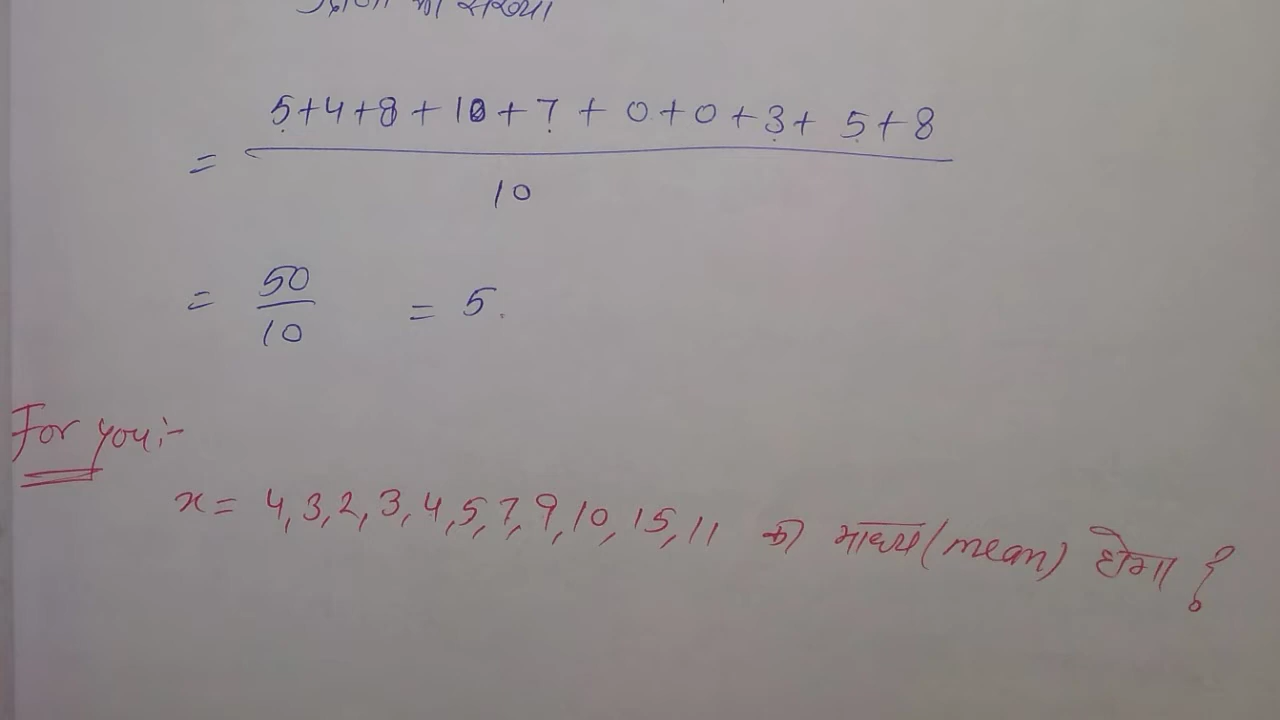 की संख्या
5+4+8+10+7+0+0+3+5+8
=
10
= 50/10 = 5.
For you:-
x= 4,3,2,3,4,5,7,9,10,15,11 का माध्य(mean) होगा ?